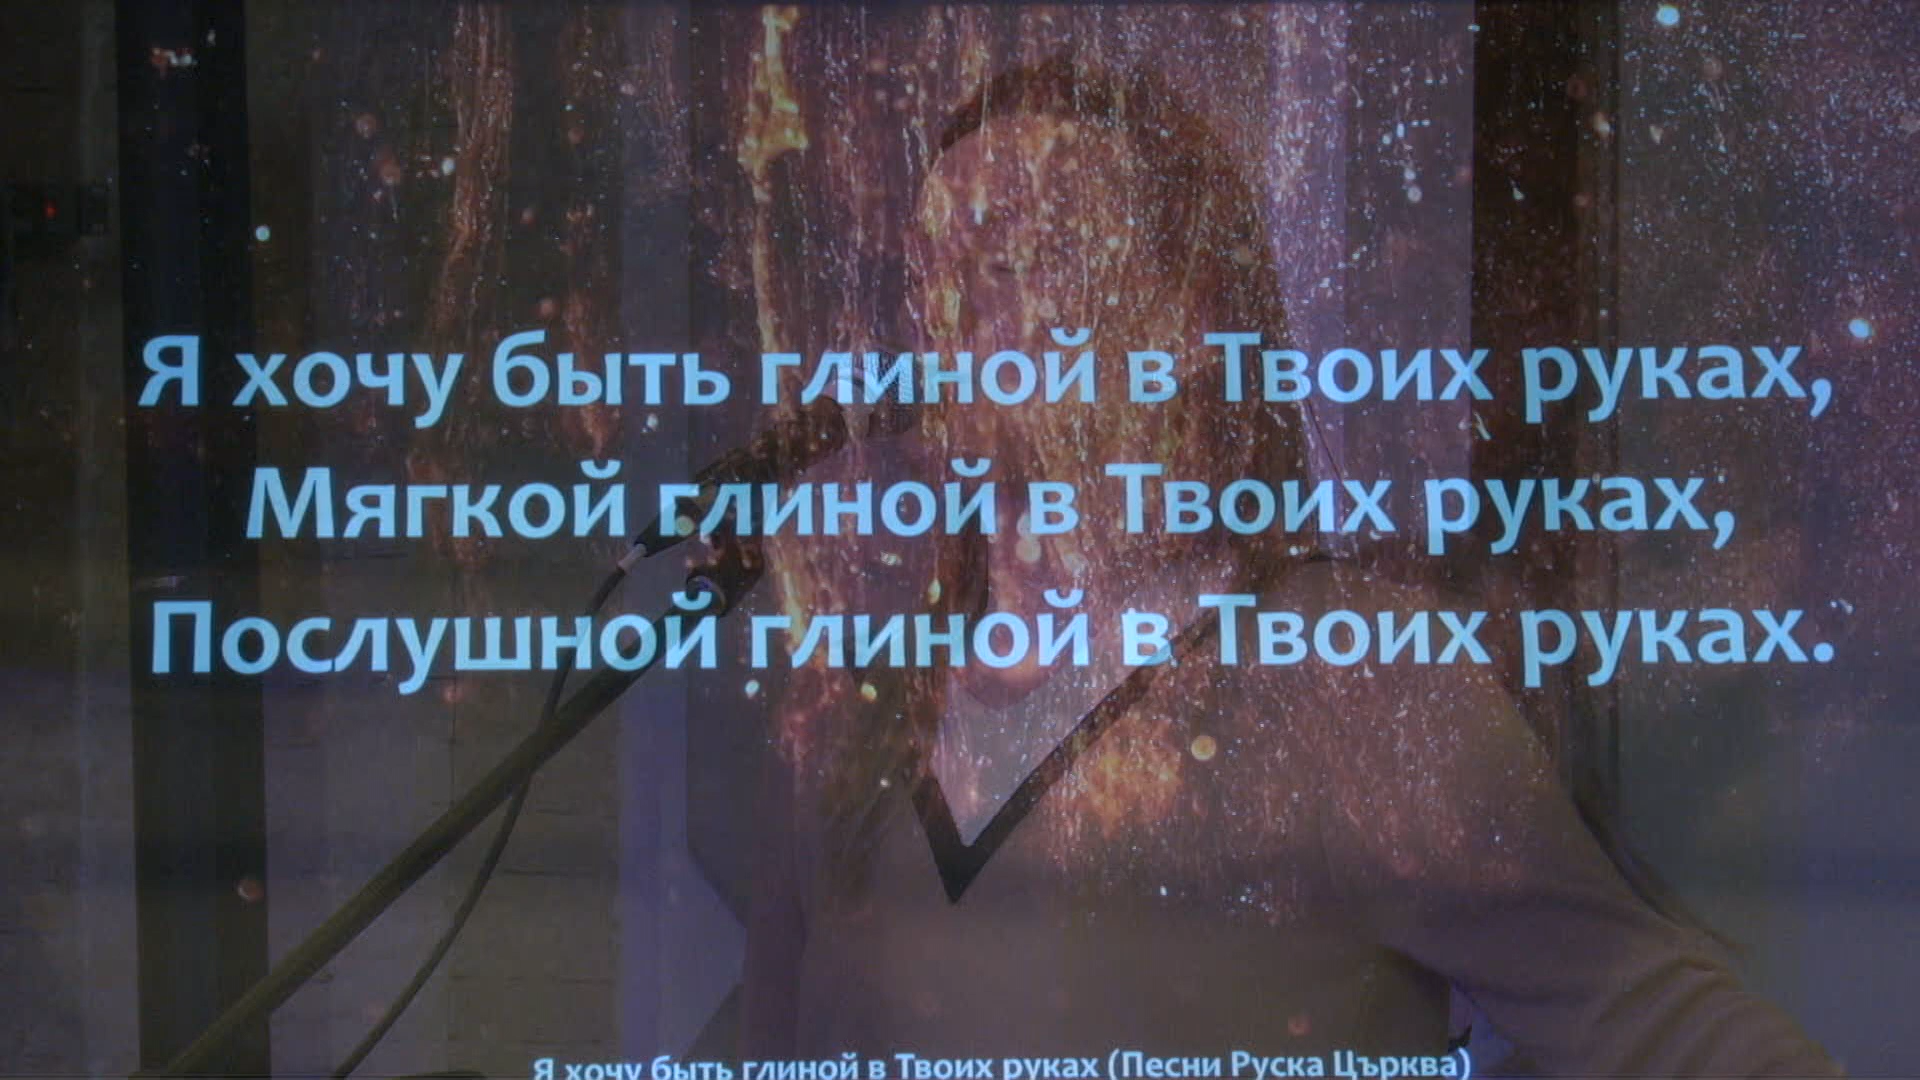 Я хочу быть глиной в Твоих руках,
Мягкой глиной в Твоих руках,
Послушной глиной в Твоих руках.
Я хочу быть глиной в Твоих руках (Песни Руска Църква)